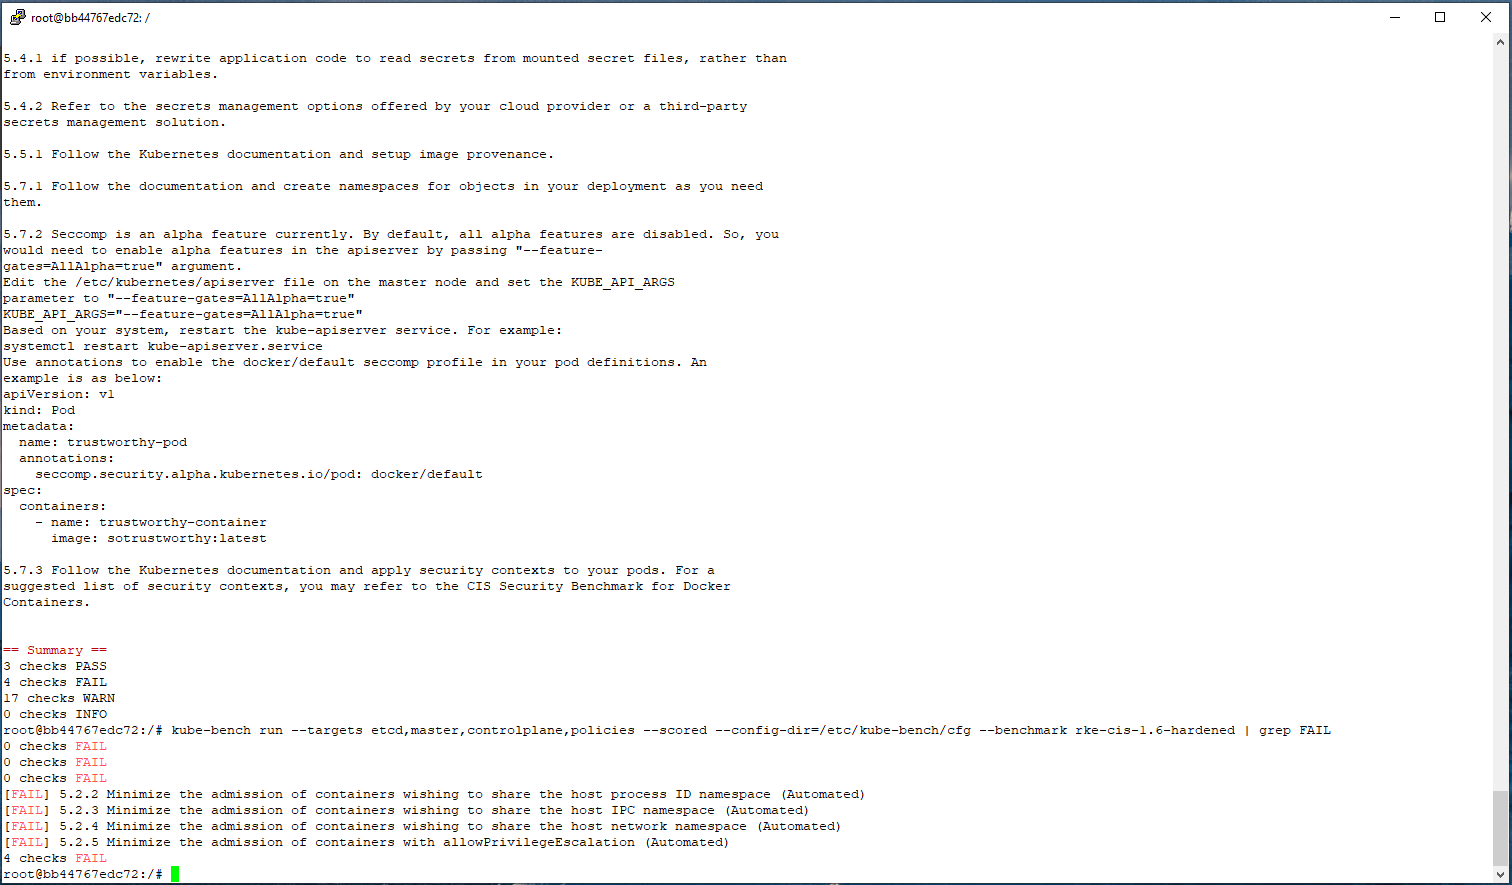 root@bb44767edc72: /
5.4.1 if possible, rewrite application code to read secrets from mounted secret files, rather than
from environment variables.
5.4.2 Refer to the secrets management options offered by your cloud provider or a third-party
secrets management solution.
5.5.1 Follow the Kubernetes documentation and setup image provenance.
5.7.1 Follow the documentation and create namespaces for objects in your deployment as you need
them.
5.7.2 Seccomp is an alpha feature currently. By default, all alpha features are disabled. So, you
would need to enable alpha features in the apiserver by passing "--feature-
gates=AllAlpha=true" argument.
Edit the /etc/kubernetes/apiserver file on the master node and set the KUBE_API_ARGS
parameter to "--feature-gates=AllAlpha=true"
KUBE_API_ARGS="--feature-gates=AllAlpha=true"
Based on your system, restart the kube-apiserver service. For example:
systemctl restart kube-apiserver.service
Use annotations to enable the docker/default seccomp profile in your pod definitions. An
example is as below:
apiVersion: v1
kind: Pod
metadata:
  name: trustworthy-pod
  annotations:
    seccomp.security.alpha.kubernetes.io/pod: docker/default
spec:
  containers:
    - name: trustworthy-container
      image: sotrustworthy:latest
5.7.3 Follow the Kubernetes documentation and apply security contexts to your pods. For a
suggested list of security contexts, you may refer to the CIS Security Benchmark for Docker
Containers.
== Summary ==
3 checks PASS
4 checks FAIL
17 checks WARN
0 checks INFO
root@bb44767edc72:/# kube-bench run --targets etcd,master,controlplane,policies --scored --config-dir=/etc/kube-bench/cfg --benchmark rke-cis-1.6-hardened | grep FAIL
0 checks FAIL
0 checks FAIL
0 checks FAIL
[FAIL] 5.2.2 Minimize the admission of containers wishing to share the host process ID namespace (Automated)
[FAIL] 5.2.3 Minimize the admission of containers wishing to share the host IPC namespace (Automated)
[FAIL] 5.2.4 Minimize the admission of containers wishing to share the host network namespace (Automated)
[FAIL] 5.2.5 Minimize the admission of containers with allowPrivilegeEscalation (Automated)
4 checks FAIL
root@bb44767edc72:/#